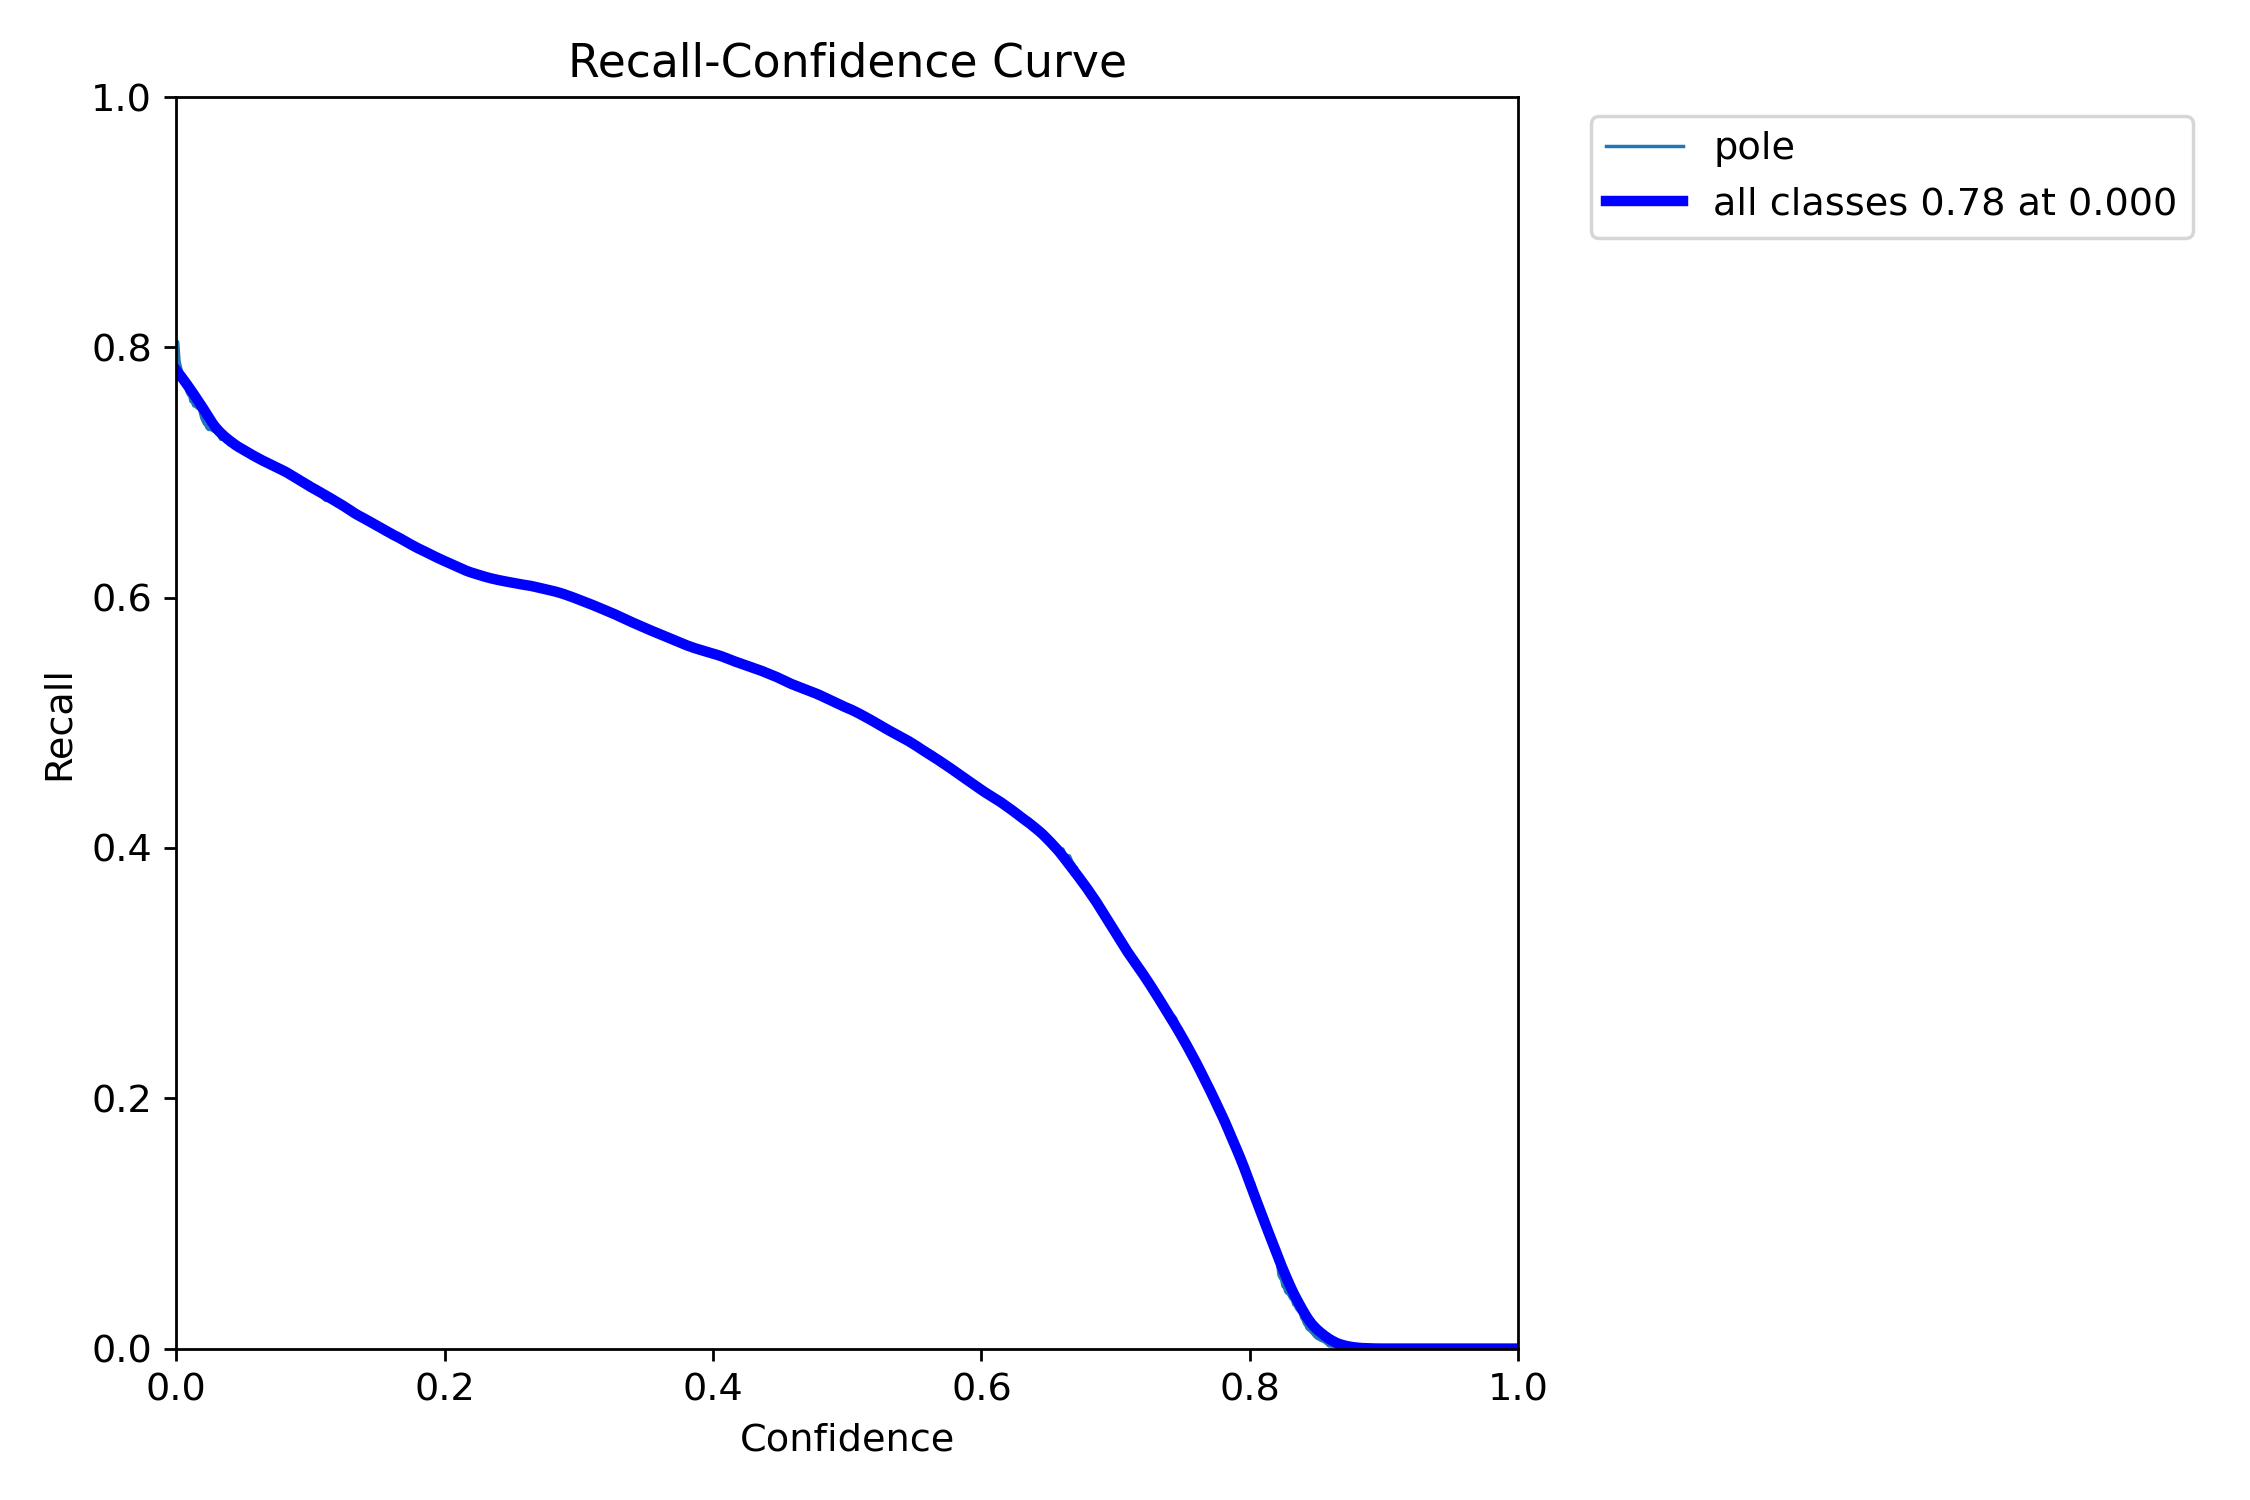 Recall-Confidence Curve
1.0
0.8
0.6
0.4
0.2
0.0
Recall
0.0 0.2 0.4 0.6 0.8 1.0
Confidence
pole
all classes 0.78 at 0.000